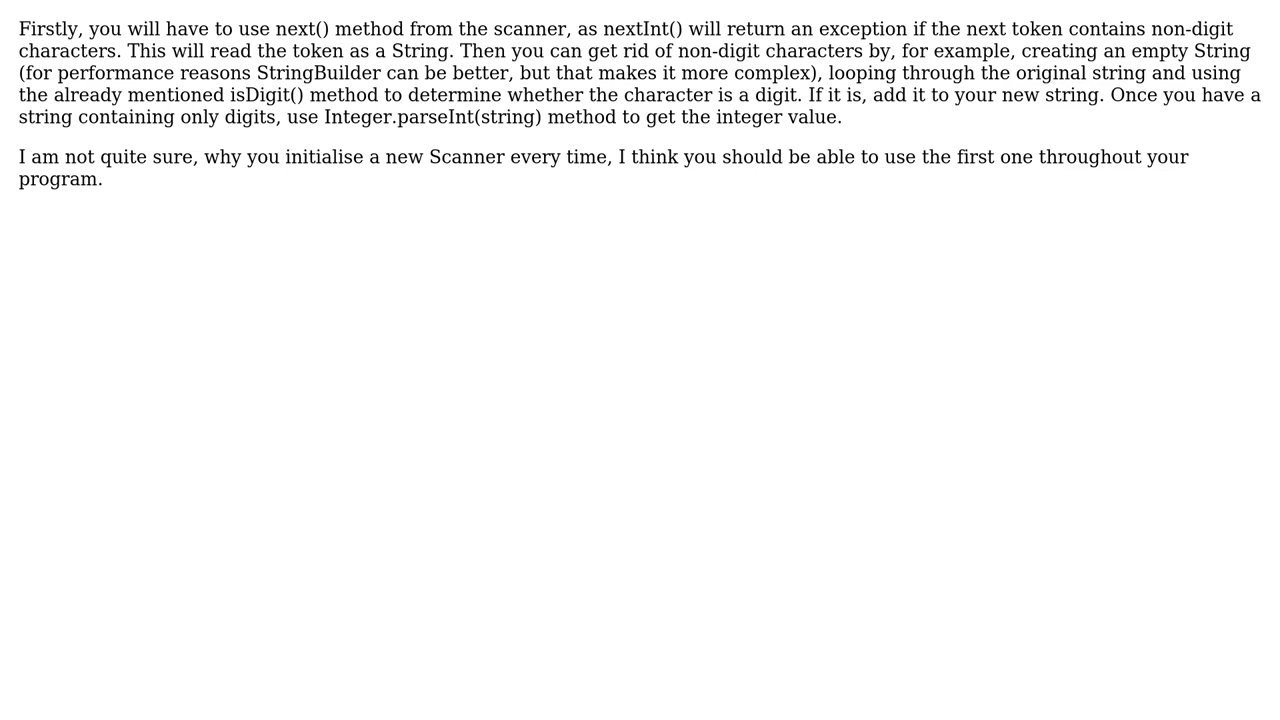 Firstly, you will have to use next() method from the scanner, as nextInt() will return an exception if the next token contains non-digit
characters. This will read the token as a String. Then you can get rid of non-digit characters by, for example, creating an empty String
(for performance reasons StringBuilder can be better, but that makes it more complex), looping through the original string and using
the already mentioned isDigit() method to determine whether the character is a digit. If it is, add it to your new string. Once you have a
string containing only digits, use Integer.parseInt(string) method to get the integer value.
I am not quite sure, why you initialise a new Scanner every time, I think you should be able to use the first one throughout your
program.